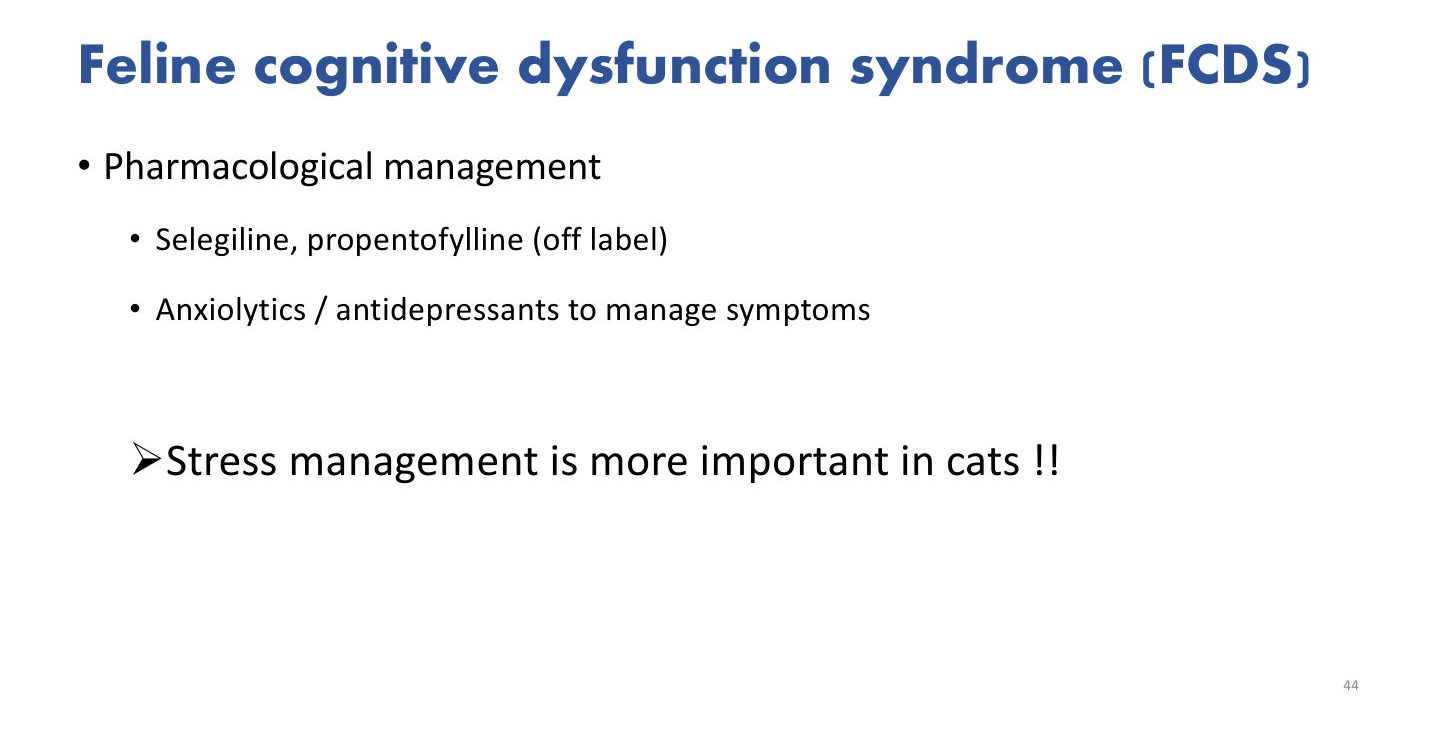 Feline cognitive dysfunction syndrome (FCDS)
• Pharmacological management
• Selegiline, propentofylline (off label)
• Anxiolytics / antidepressants to manage symptoms
➢Stress management is more important in cats !!
44